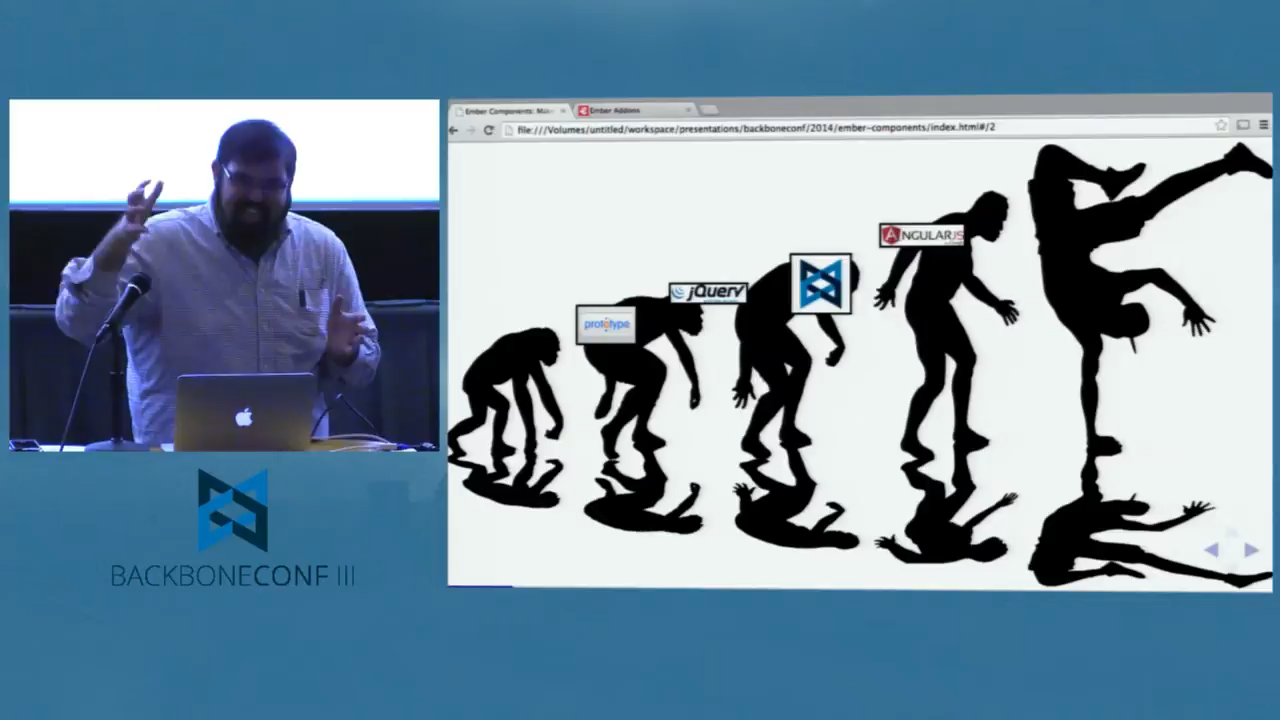 Ember Components: Mak
Ember Addons
file:///Volumes/untitled/workspace/presentations/backboneconf/2014/ember-components/index.html#/2
prototype
jQuery
ANGULARJS
BACKBONECONF III